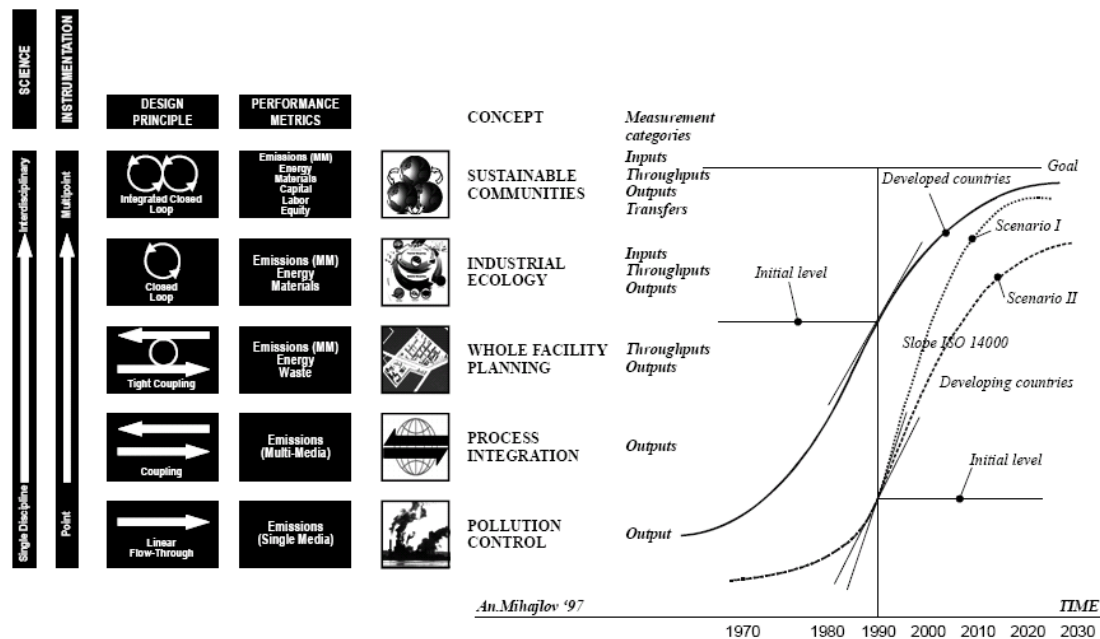 SCIENCE
INSTRUMENTATION
DESIGN
PRINCIPLE
PERFORMANCE
METRICS
CONCEPT
Measurement
categories
Interdisciplinary
Single Discipline
Multipoint
Point
Integrated Closed
Loop
Emissions (MM)
Energy
Materials
Capital
Labor
Equity
SUSTAINABLE
COMMUNITIES
Inputs
Throughputs
Outputs
Transfers
Closed
Loop
Emissions (MM)
Energy
Materials
INDUSTRIAL
ECOLOGY
Inputs
Throughputs
Outputs
Tight Coupling
Emissions (MM)
Energy
Waste
WHOLE FACILITY
PLANNING
Throughputs
Outputs
Coupling
Emissions
(Multi-Media)
PROCESS
INTEGRATION
Outputs
Linear
Flow-Through
Emissions
(Single Media)
POLLUTION
CONTROL
Output
Goal
Developed countries
Scenario I
Initial level
Scenario II
Slope ISO 14000
Developing countries
Initial level
An.Mihajlov ‘97
TIME
1970 1980 1990 2000 2010 2020 2030